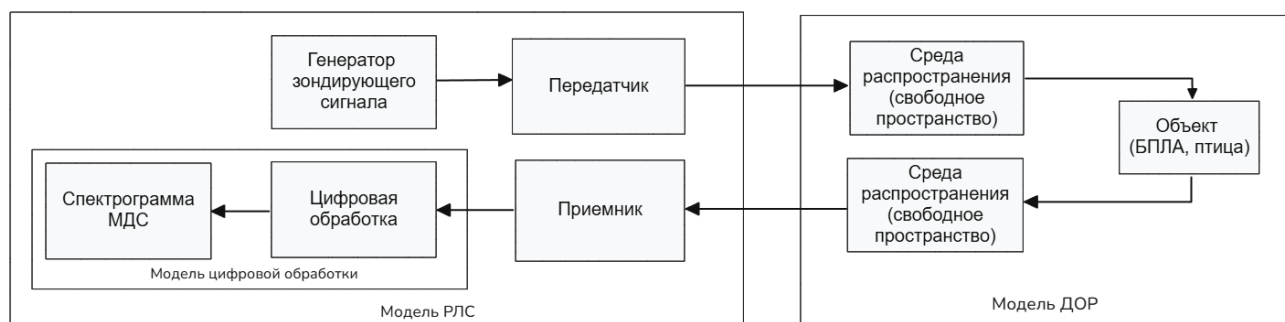 Генератор
зондирующего
сигнала
Передатчик
Среда
распространения
(свободное
пространство)
Объект
(БПЛА, птица)
Спектрограмма
МДС
Цифровая
обработка
Приемник
Среда
распространения
(свободное
пространство)
Модель цифровой обработки
Модель РЛС
Модель ДОР